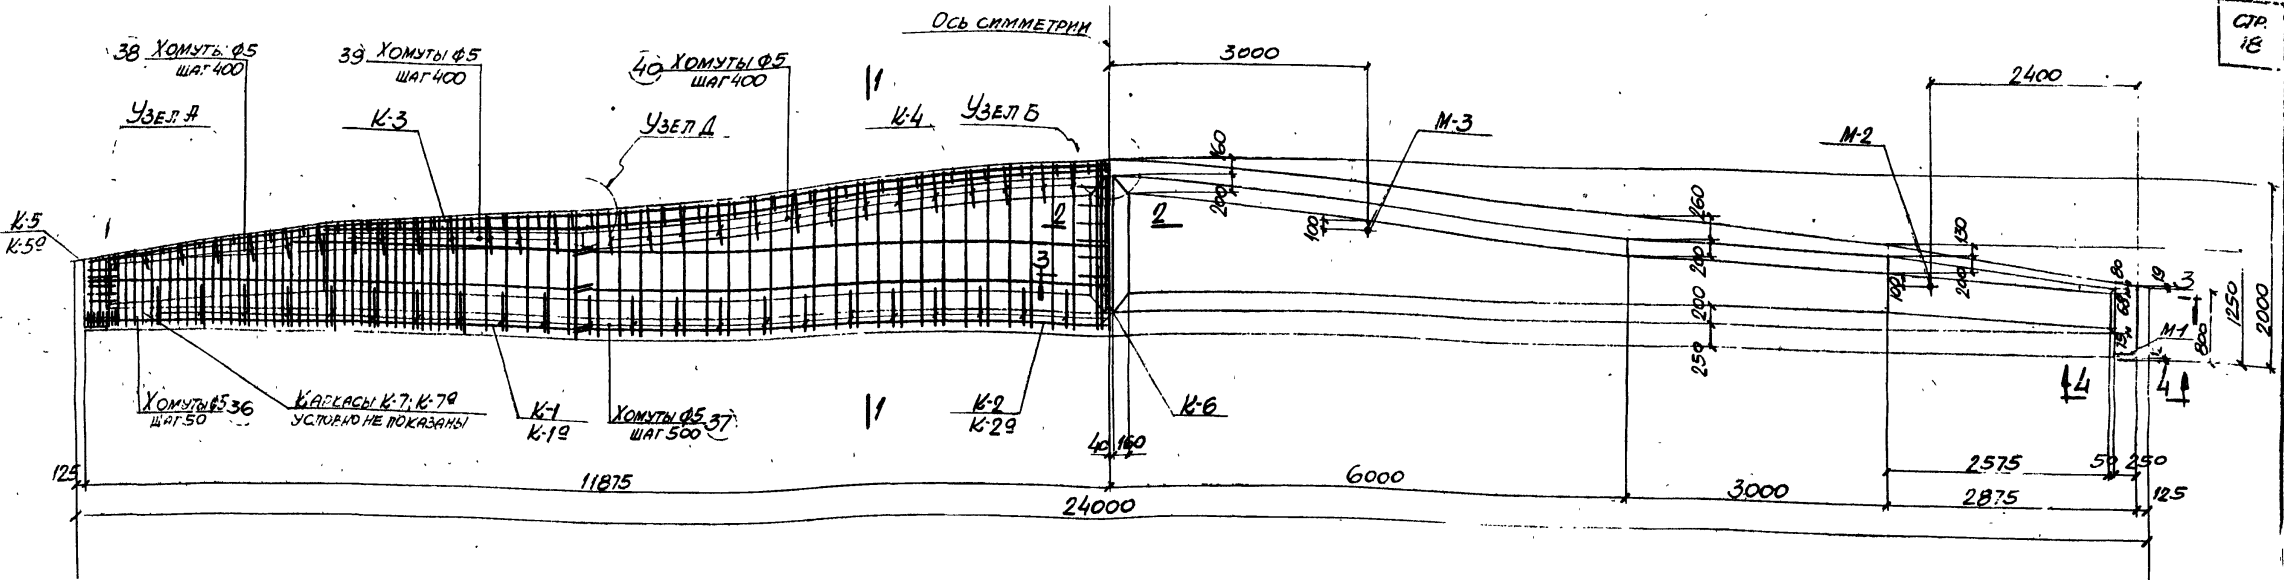 Ось симметрии
СТР.
18
38 Хомуты ф5
шаг 400
39 Хомуты ф5
шаг 400
40 Хомуты ф5
шаг 400
1
3000
2400
Узел А
К-3
Узел Д
К-4
Узел Б
М-3
М-2
К-5
К-5а
160
200
100
260
200
200
250
130
200
100
80
19
3
1250
2000
800
М-1
2
2
3
4
4
Хомуты ф5 36
шаг 50
Каркасы К-7; К-7а
условно не показаны
К-1
К-1а
Хомуты ф5 37
шаг 500
1
К-2
К-2а
К-6
40 160
125
11875
6000
3000
2575
50 250
2875
125
24000